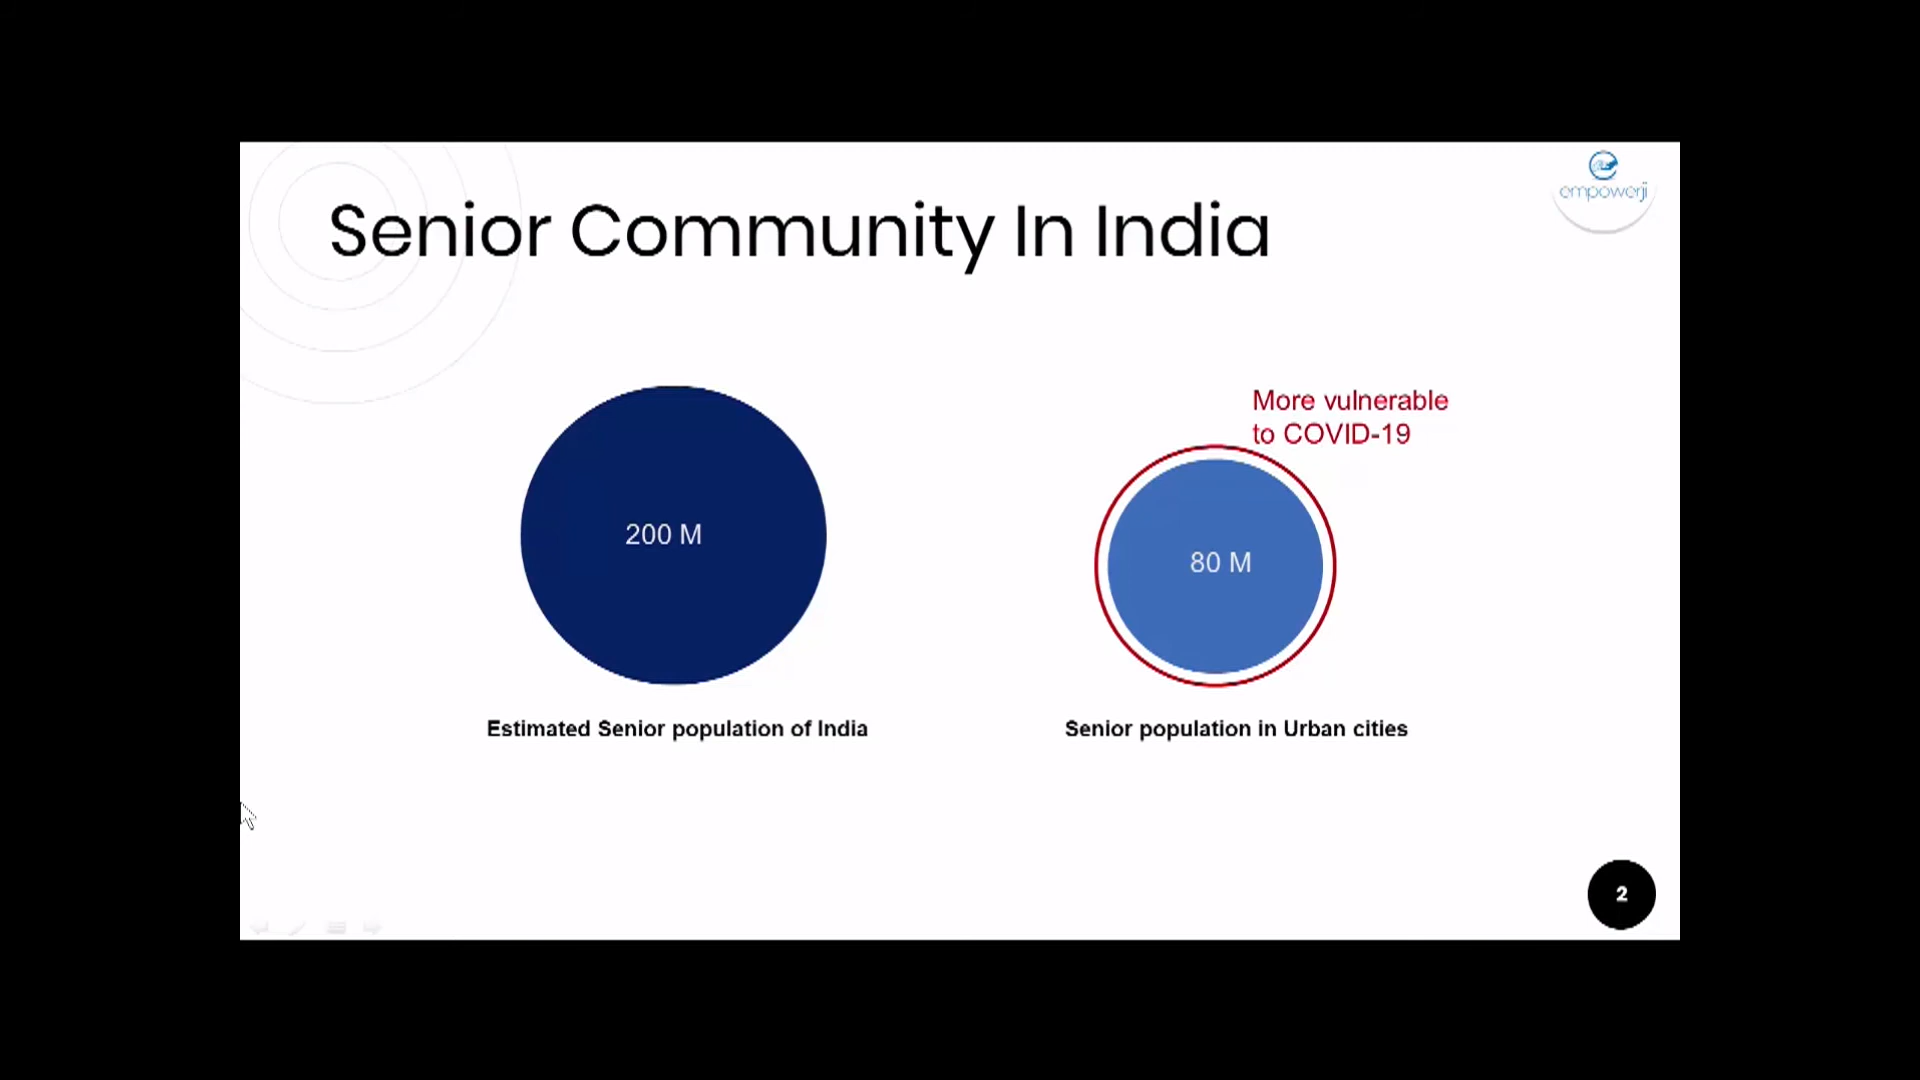 empowerji
Senior Community In India
More vulnerable
to COVID-19
200 M
80 M
Estimated Senior population of India
Senior population in Urban cities
2